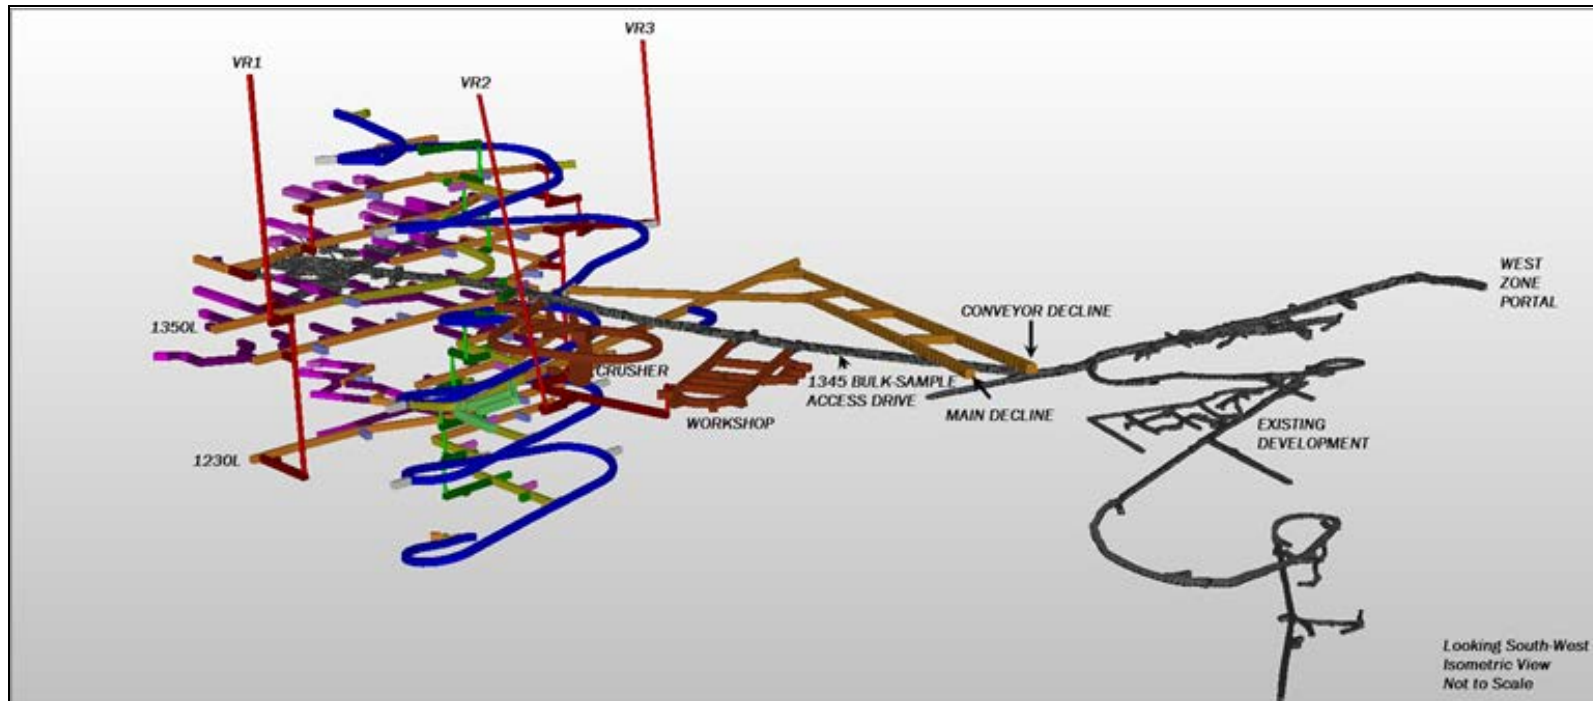 VR3
VR1
VR2
WEST
ZONE
PORTAL
CONVEYOR DECLINE
1350L
CRUSHER
1345 BULK-SAMPLE
ACCESS DRIVE
MAIN DECLINE
WORKSHOP
EXISTING
DEVELOPMENT
1230L
Looking South-West
Isometric View
Not to Scale